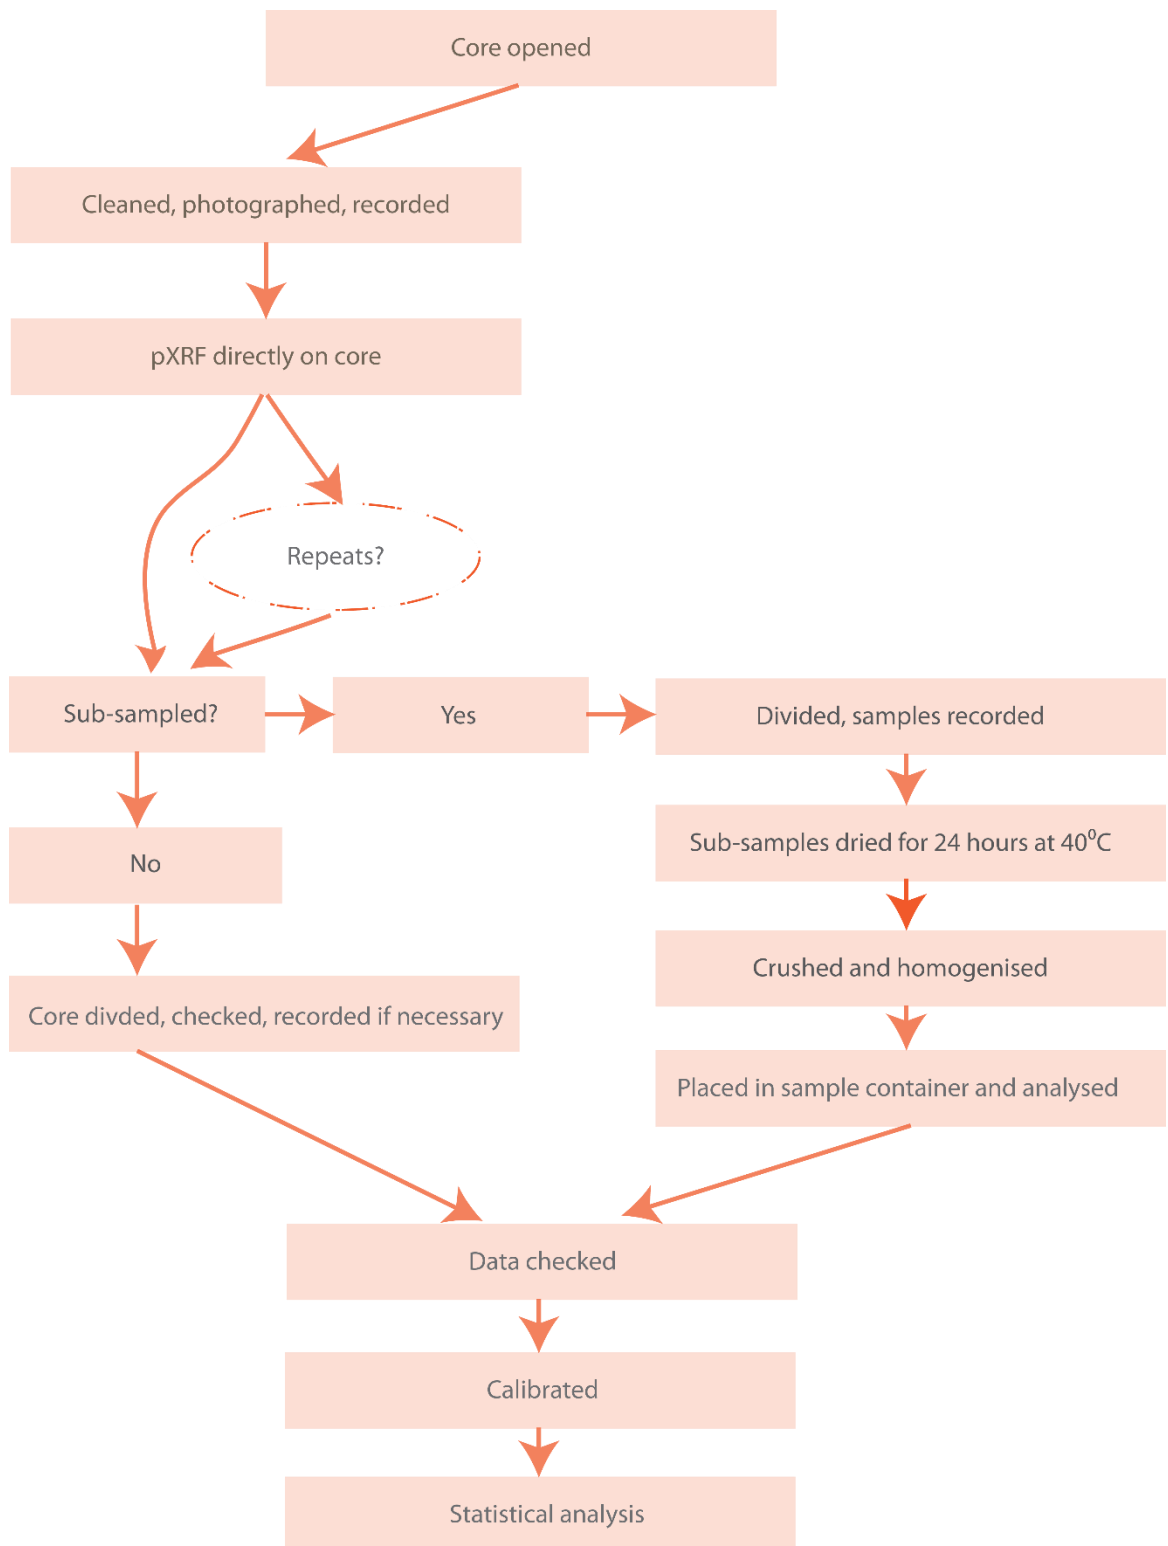 Core opened
Cleaned, photographed, recorded
pXRF directly on core
Repeats?
Sub-sampled?
Yes
Divided, samples recorded
Sub-samples dried for 24 hours at 40⁰C
No
Crushed and homogenised
Core divded, checked, recorded if necessary
Placed in sample container and analysed
Data checked
Calibrated
Statistical analysis